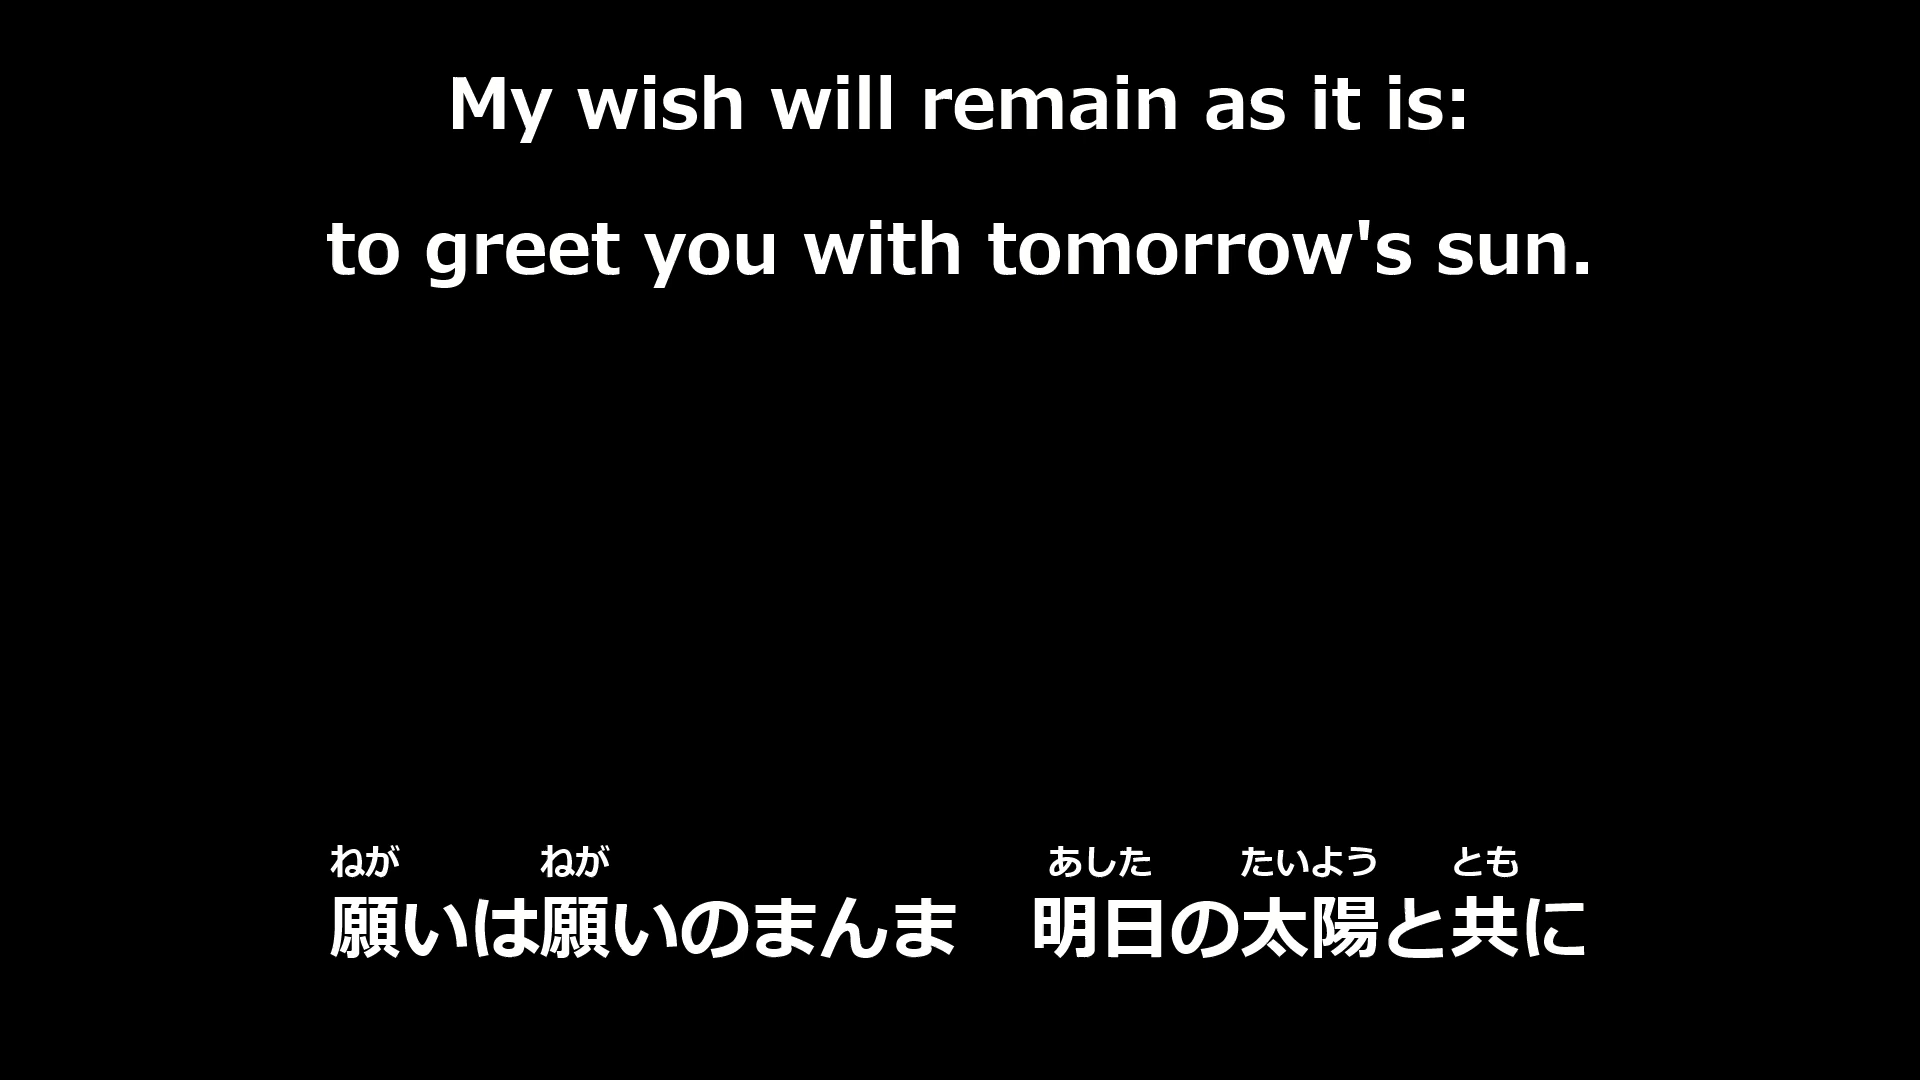 My wish will remain as it is:
to greet you with tomorrow's sun.
ねが ねが あした たいよう とも
願いは願いのまんま　明日の太陽と共に